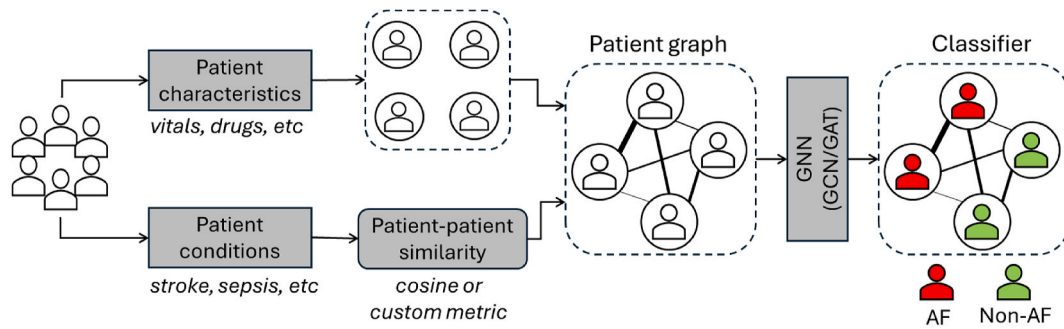 Patient
characteristics
vitals, drugs, etc
Patient
conditions
stroke, sepsis, etc
Patient-patient
similarity
cosine or
custom metric
Patient graph
GNN
(GCN/GAT)
Classifier
AF
Non-AF